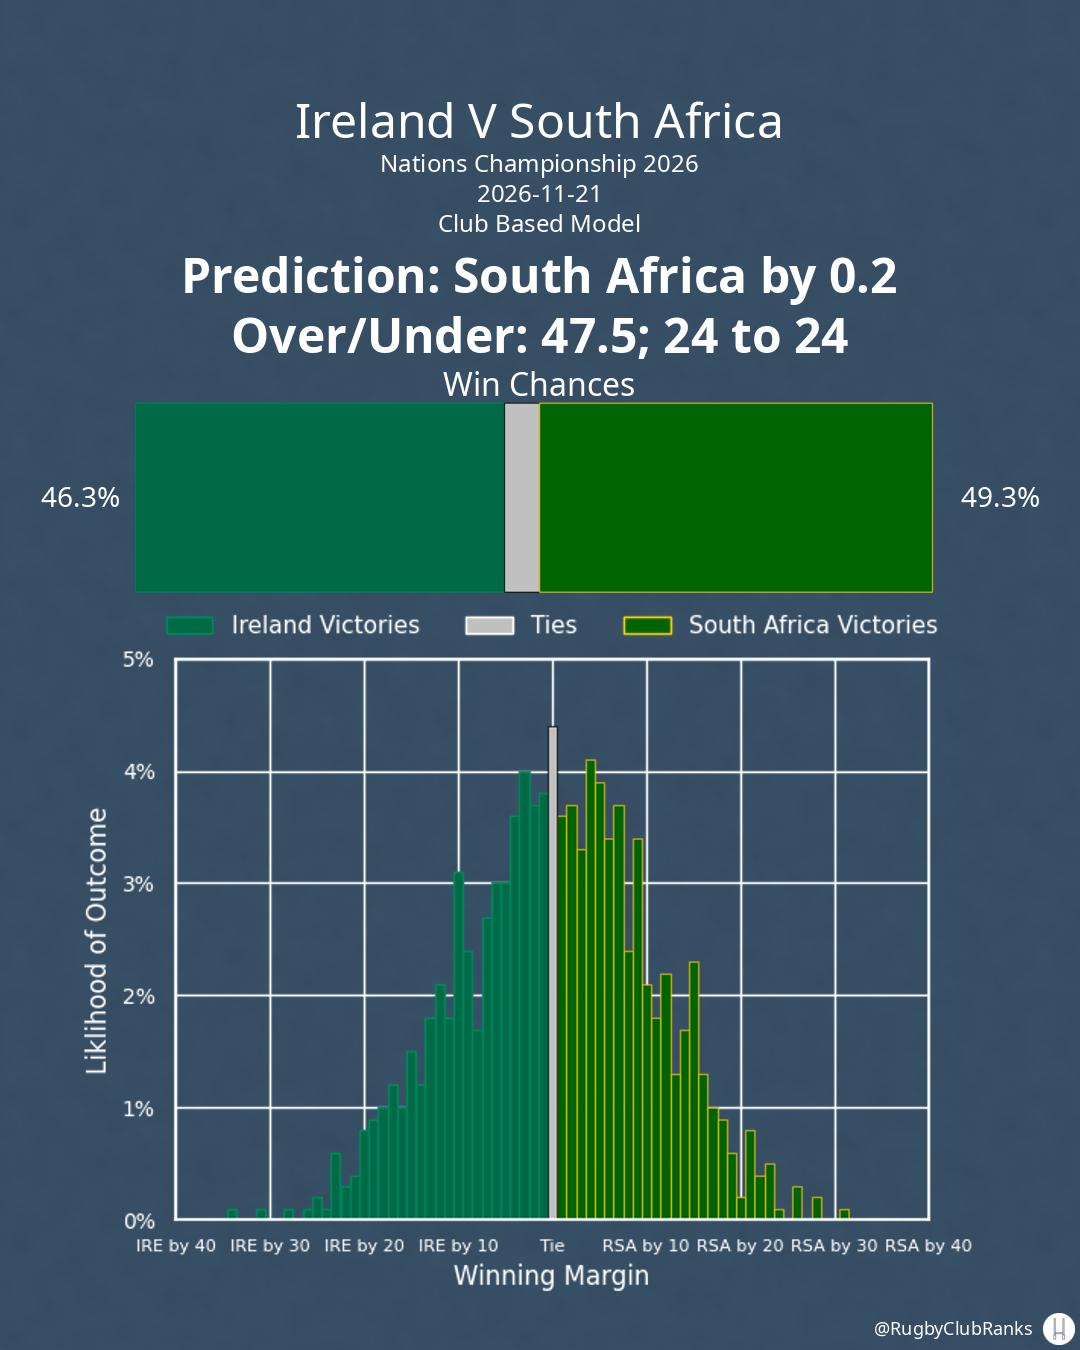 Ireland V South Africa
Nations Championship 2026
2026-11-21
Club Based Model
Prediction: South Africa by 0.2
Over/Under: 47.5; 24 to 24
Win Chances
46.3%
49.3%
Ireland Victories
Ties
South Africa Victories
5%
4%
3%
2%
1%
0%
Liklihood of Outcome
IRE by 40
IRE by 30
IRE by 20
IRE by 10
Tie
RSA by 10
RSA by 20
RSA by 30
RSA by 40
Winning Margin
@RugbyClubRanks